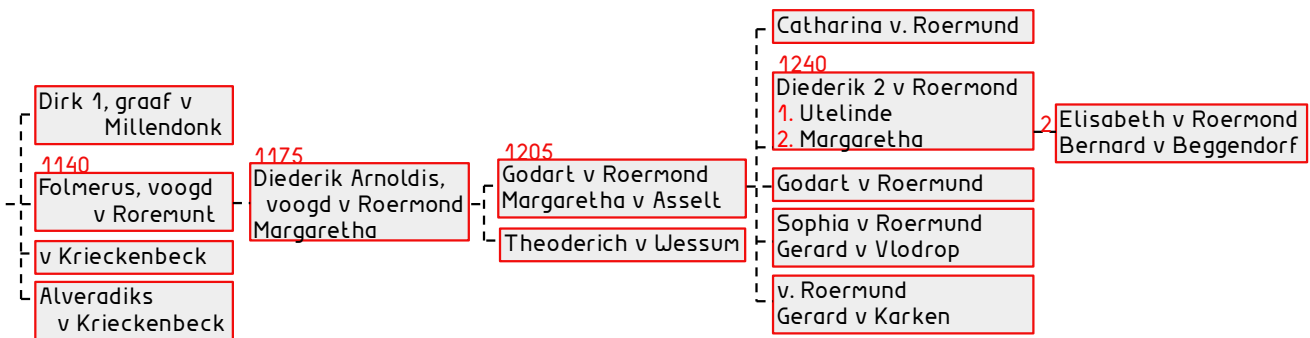 Dirk 1, graaf v
Millendonk
1140
Folmerus, voogd
v Roremunt
v Krieckenbeck
Alveradiks
v Krieckenbeck
1175
Diederik Arnoldis,
voogd v Roermond
Margaretha
1205
Godart v Roermond
Margaretha v Asselt
Theoderich v Wessum
Catharina v. Roermund
1240
Diederik 2 v Roermond
1. Utelinde
2. Margaretha
Godart v Roermund
Sophia v Roermund
Gerard v Vlodrop
v. Roermund
Gerard v Karken
2
Elisabeth v Roermond
Bernard v Beggendorf